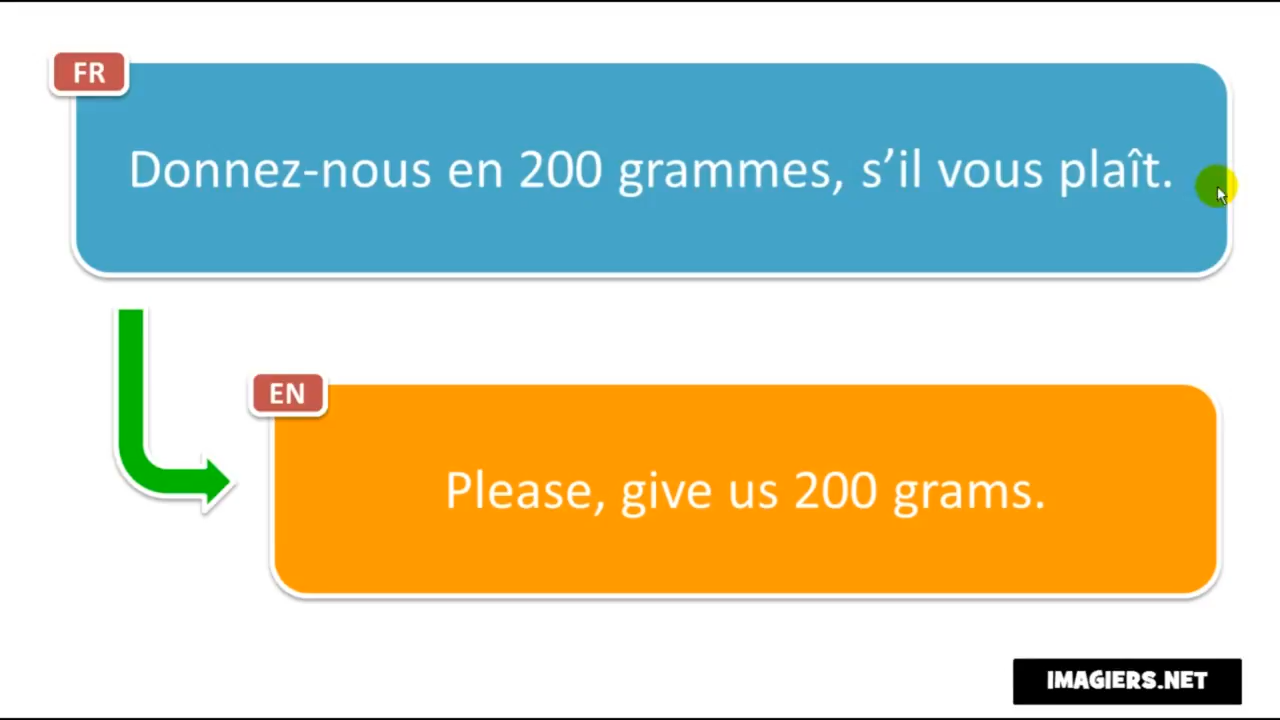 FR
Donnez-nous en 200 grammes, s’il vous plaît.
EN
Please, give us 200 grams.
IMAGIERS.NET